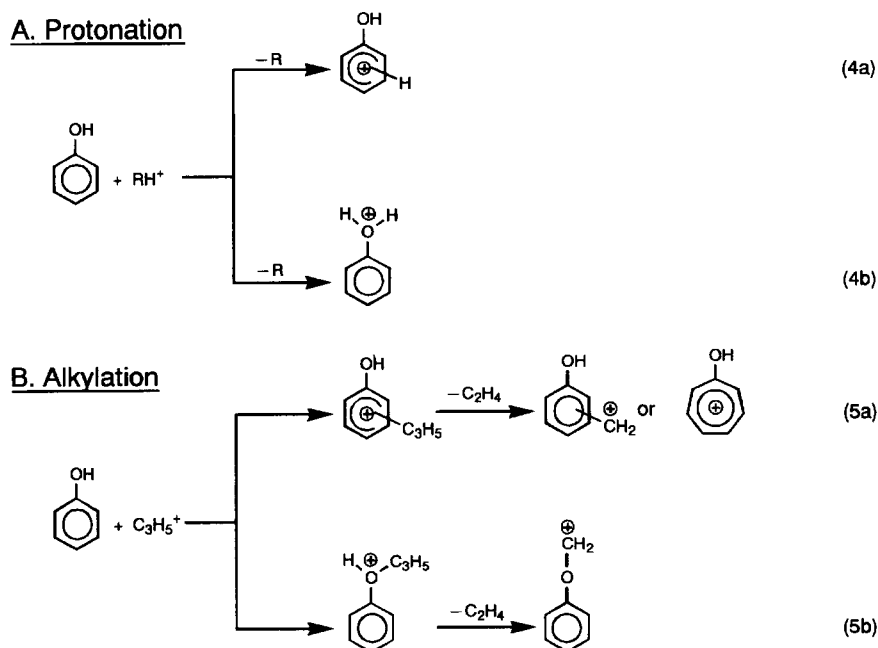 A. Protonation
OH
−R
H
(4a)
OH
+ RH⁺
H ⊕ H
O
−R
(4b)
B. Alkylation
OH
⊕
C₃H₅
−C₂H₄
OH
⊕
CH₂
or
OH
⊕
(5a)
OH
+ C₃H₅⁺
H ⊕ C₃H₅
O
−C₂H₄
⊕
CH₂
O
(5b)